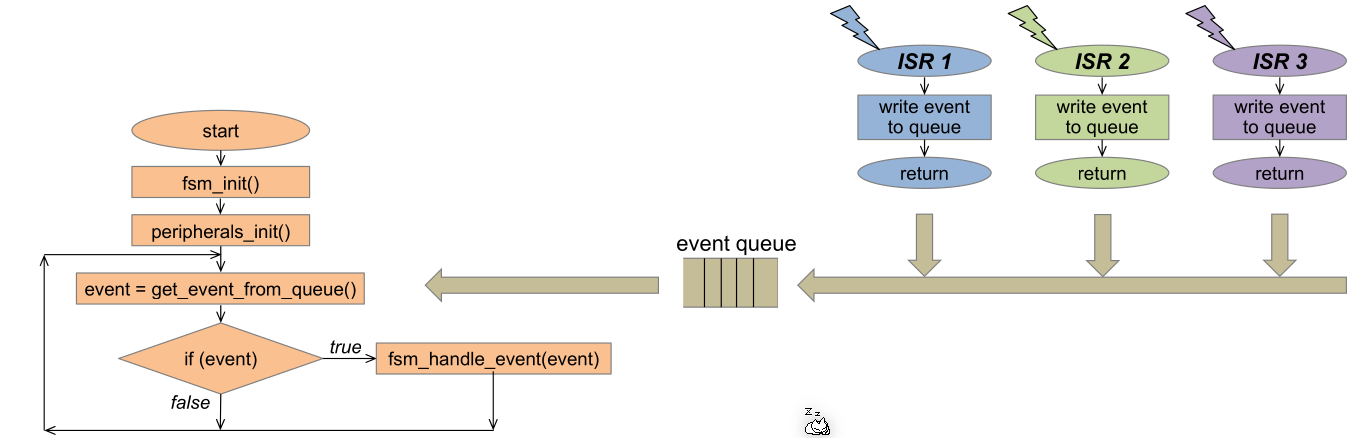 start
fsm_init()
peripherals_init()
event = get_event_from_queue()
if (event)
true
false
fsm_handle_event(event)
event queue
ISR 1
write event
to queue
return
ISR 2
write event
to queue
return
ISR 3
write event
to queue
return
z z